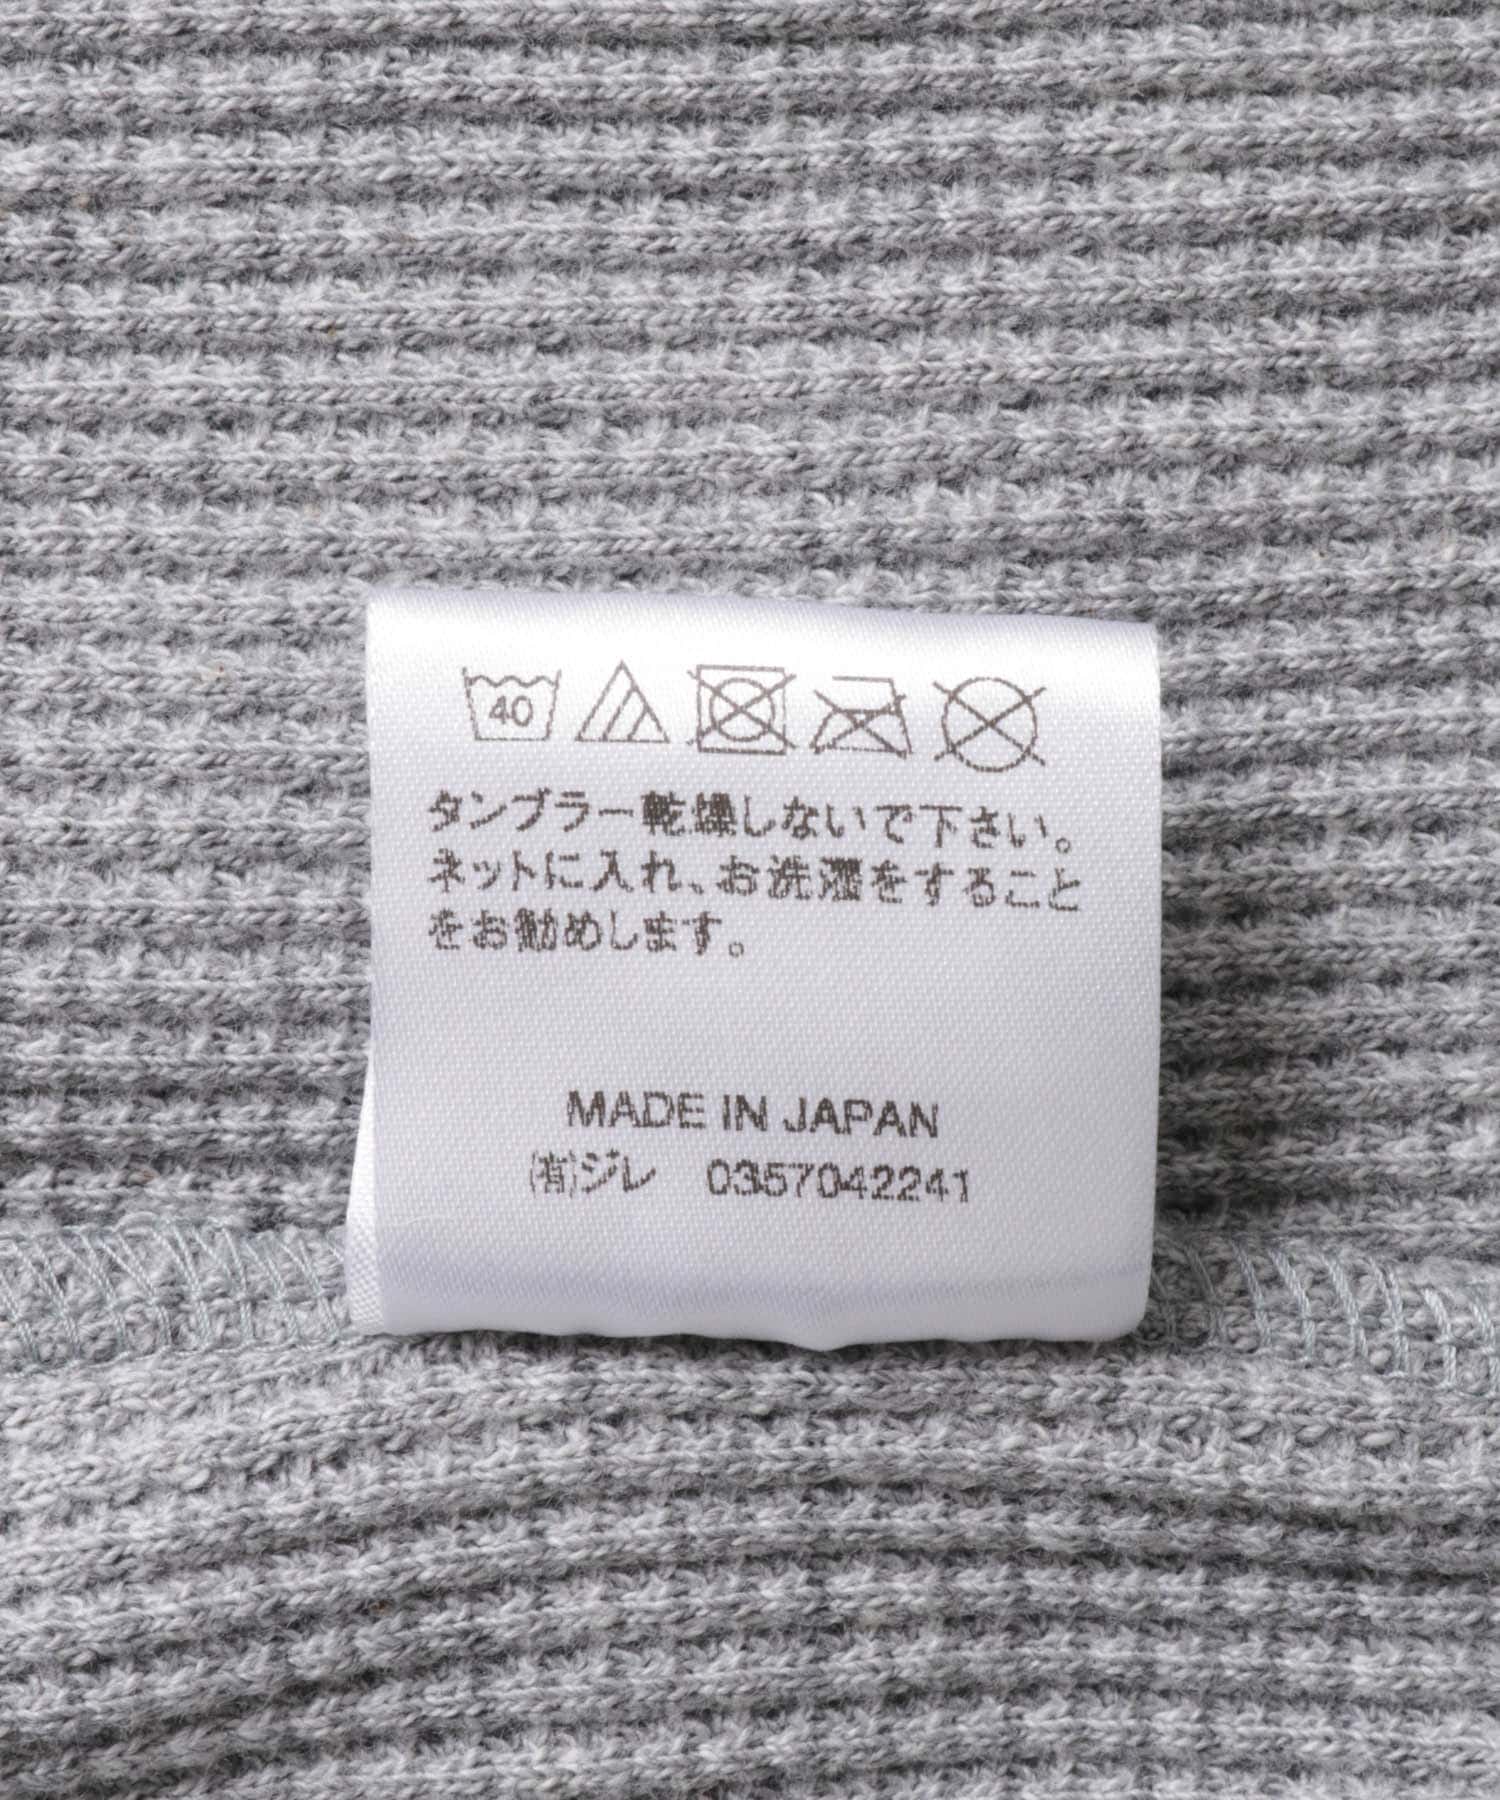 40
タンブラー乾燥しないで下さい。
ネットに入れ、お洗濯をすること
をお勧めします。
MADE IN JAPAN
(有)ジレ 0357042241